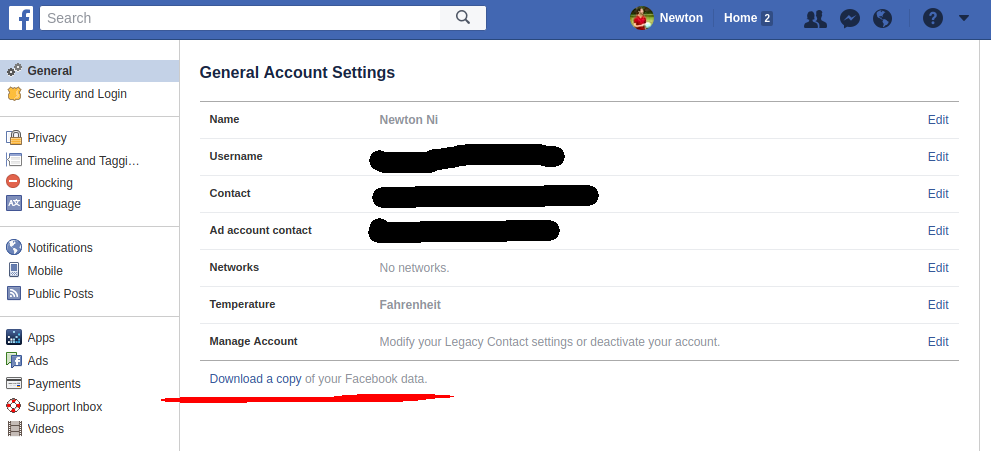 f
Search
Newton
Home 2
?
General
Security and Login
Privacy
Timeline and Taggi…
Blocking
Language
Notifications
Mobile
Public Posts
Apps
Ads
Payments
Support Inbox
Videos
General Account Settings
Name Newton Ni Edit
Username Edit
Contact Edit
Ad account contact Edit
Networks No networks. Edit
Temperature Fahrenheit Edit
Manage Account Modify your Legacy Contact settings or deactivate your account. Edit
Download a copy of your Facebook data.